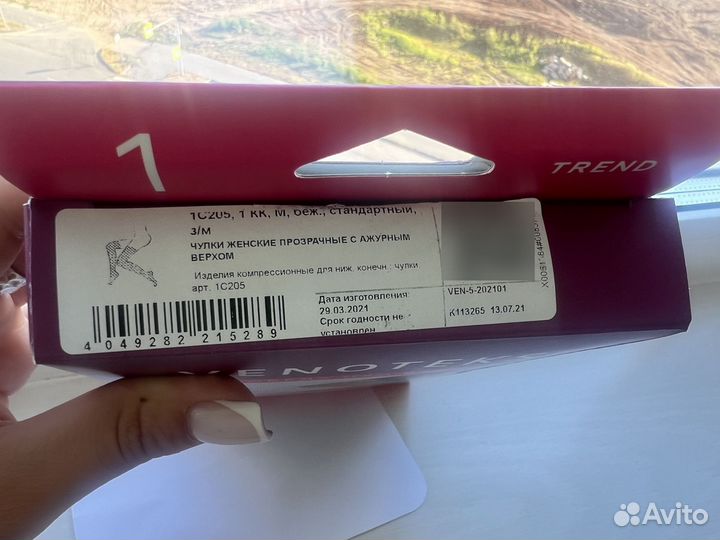 1
TREND
1С205, 1 КК, М, беж., стандартный,
3/М
ЧУЛКИ ЖЕНСКИЕ ПРОЗРАЧНЫЕ С АЖУРНЫМ
ВЕРХОМ
Изделия компрессионные для ниж. конечн.: чулки
арт. 1С205
4 049282 215289
Дата изготовления:
29.03.2021
Срок годности не
установлен
VEN-5-202101
К113265 13.07.21
VENOTEKS
Avito